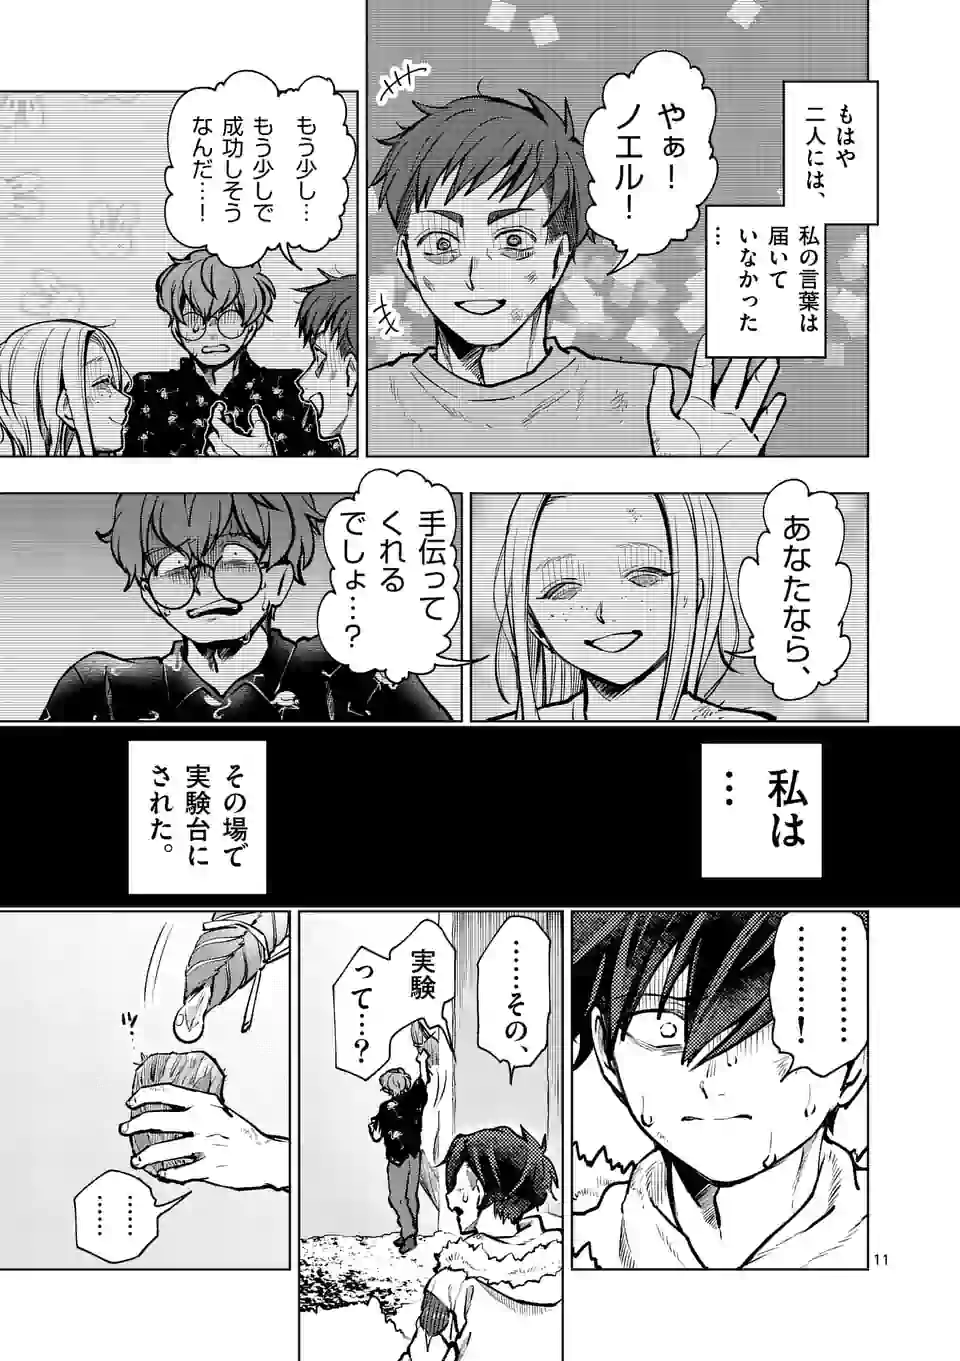 もはや
二人には、
私の言葉は
届いて
いなかった
…
やぁ！
ノエル！
もう少し…
もう少しで
成功しそう
なんだ…！
あなたなら、
手伝って
くれる
でしょ…？
私は
…
その場で
実験台に
された。
…………
………！
……その、
実験
って…？
……
……
11